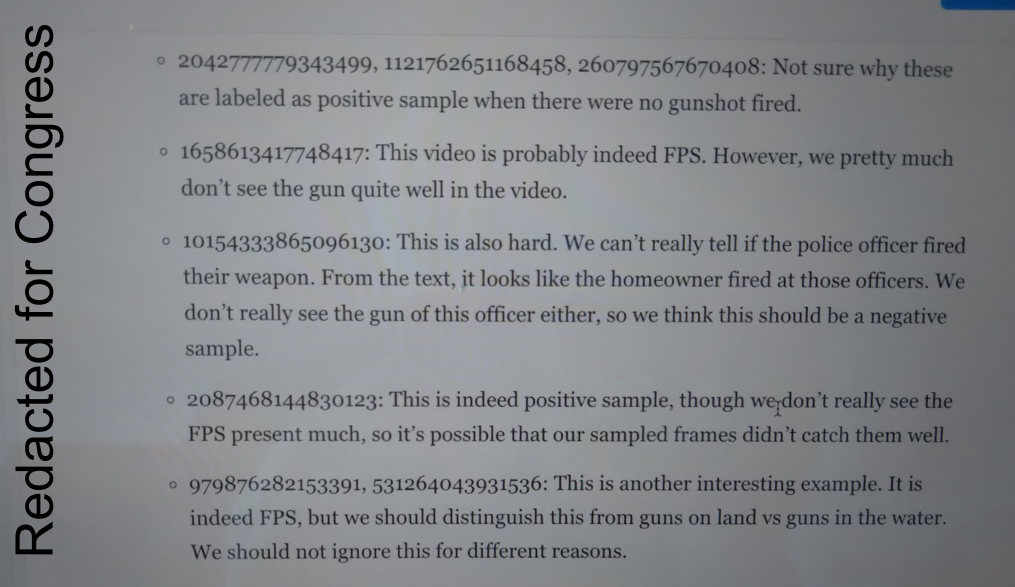 Redacted for Congress
◦ 2042777779343499, 1121762651168458, 260797567670408: Not sure why these
are labeled as positive sample when there were no gunshot fired.
◦ 1658613417748417: This video is probably indeed FPS. However, we pretty much
don't see the gun quite well in the video.
◦ 10154333865096130: This is also hard. We can't really tell if the police officer fired
their weapon. From the text, it looks like the homeowner fired at those officers. We
don't really see the gun of this officer either, so we think this should be a negative
sample.
◦ 2087468144830123: This is indeed positive sample, though we don't really see the
FPS present much, so it's possible that our sampled frames didn't catch them well.
◦ 979876282153391, 531264043931536: This is another interesting example. It is
indeed FPS, but we should distinguish this from guns on land vs guns in the water.
We should not ignore this for different reasons.